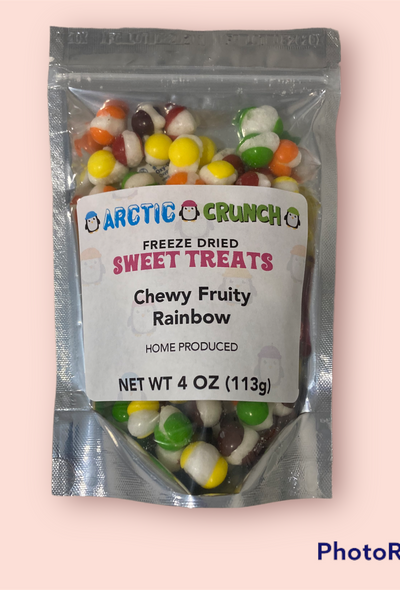 ARCTIC CRUNCH
FREEZE DRIED
SWEET TREATS
Chewy Fruity
Rainbow
HOME PRODUCED
NET WT 4 OZ (113g)
PhotoR